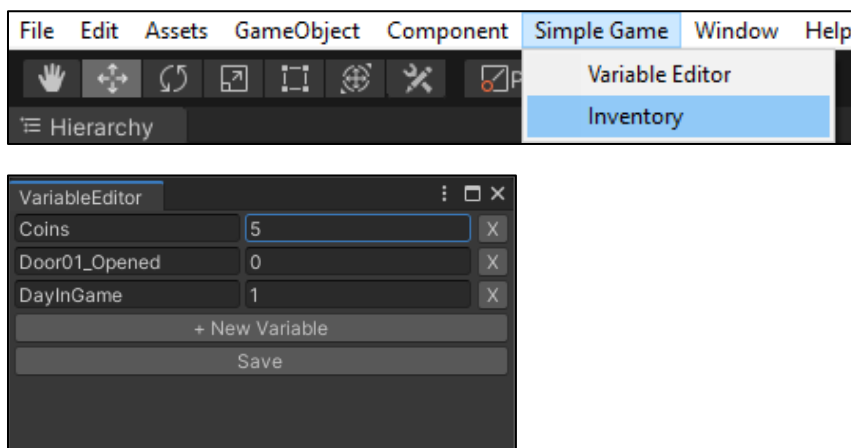 File Edit Assets GameObject Component Simple Game Window Help
Variable Editor
Inventory
Hierarchy
VariableEditor
Coins 5 X
Door01_Opened 0 X
DayInGame 1 X
+ New Variable
Save